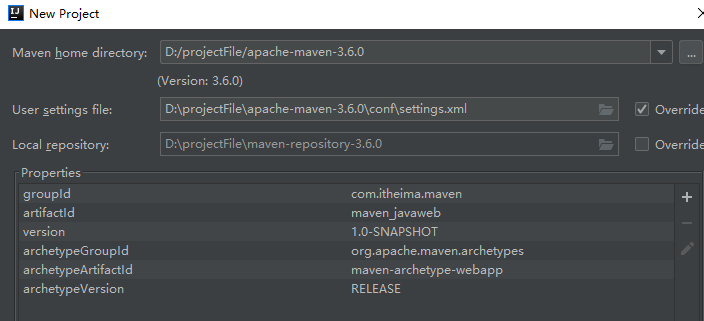 IJ New Project
Maven home directory: D:/projectFile/apache-maven-3.6.0 ...
(Version: 3.6.0)
User settings file: D:\projectFile\apache-maven-3.6.0\conf\settings.xml Override
Local repository: D:\projectFile\maven-repository-3.6.0 Override
Properties
groupId com.itheima.maven
artifactId maven_javaweb
version 1.0-SNAPSHOT
archetypeGroupId org.apache.maven.archetypes
archetypeArtifactId maven-archetype-webapp
archetypeVersion RELEASE